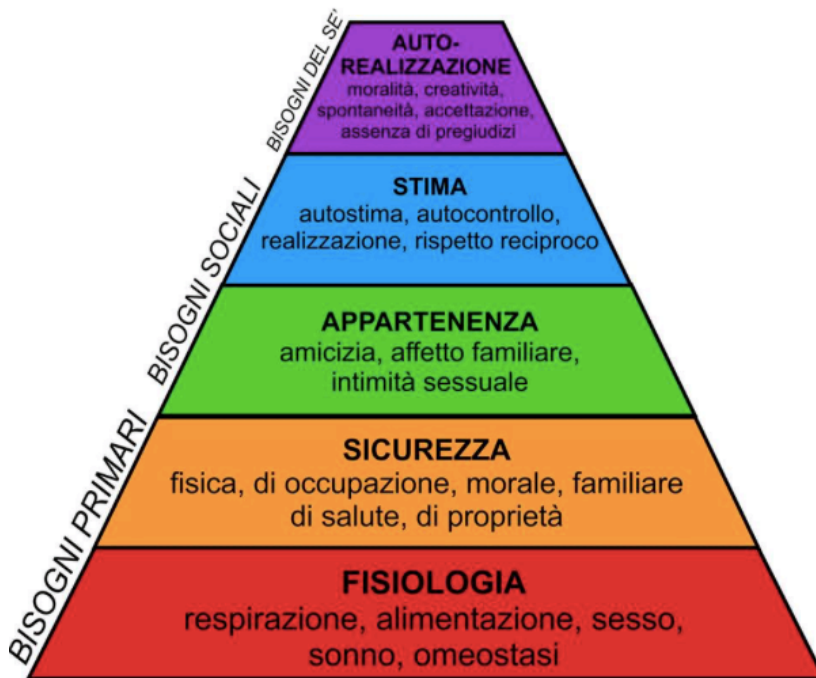 AUTO-
REALIZZAZIONE
moralità, creatività,
spontaneità, accettazione,
assenza di pregiudizi
STIMA
autostima, autocontrollo,
realizzazione, rispetto reciproco
APPARTENENZA
amicizia, affetto familiare,
intimità sessuale
SICUREZZA
fisica, di occupazione, morale, familiare
di salute, di proprietà
FISIOLOGIA
respirazione, alimentazione, sesso,
sonno, omeostasi
BISOGNI DEL SE'
BISOGNI SOCIALI
BISOGNI PRIMARI